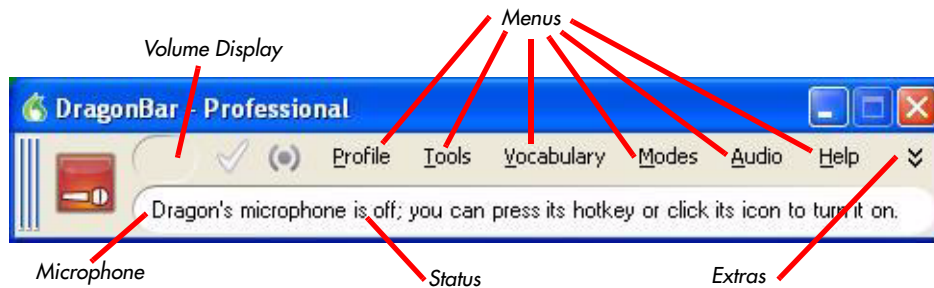 Menus
Volume Display
DragonBar - Professional
Profile Tools Vocabulary Modes Audio Help
Dragon's microphone is off; you can press its hotkey or click its icon to turn it on.
Microphone Status Extras